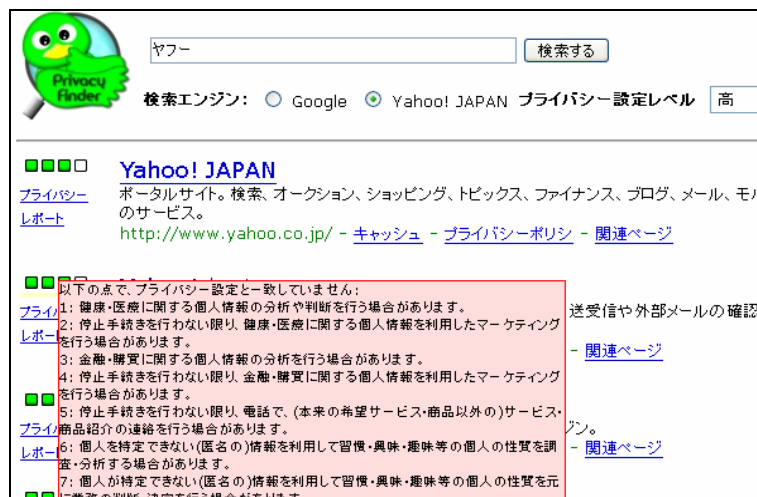 Privacy Finder
ヤフー
検索する
検索エンジン: Google Yahoo! JAPAN プライバシー設定レベル 高
Yahoo! JAPAN
プライバシー
レポート
ポータルサイト。検索、オークション、ショッピング、トピックス、ファイナンス、ブログ、メール、モ
のサービス。
http://www.yahoo.co.jp/ - キャッシュ - プライバシーポリシ - 関連ページ
以下の点で、プライバシー設定と一致していません:
1: 健康・医療に関する個人情報の分析や判断を行う場合があります。
2: 停止手続きを行わない限り、健康・医療に関する個人情報を利用したマーケティング
を行う場合があります。
3: 金融・購買に関する個人情報の分析を行う場合があります。
4: 停止手続きを行わない限り、金融・購買に関する個人情報を利用したマーケティング
を行う場合があります。
5: 停止手続きを行わない限り、電話で、(本来の希望サービス・商品以外の)サービス・
商品紹介の連絡を行う場合があります。
6: 個人を特定できない(匿名の)情報を利用して習慣・興味・趣味等の個人の性質を調
査・分析する場合があります。
7: 個人が特定できない(匿名の)情報を利用して習慣・興味・趣味等の個人の性質を元
プライ
レポー
送受信や外部メールの確認
- 関連ページ
プライ
レポー
ジン。
- 関連ページ